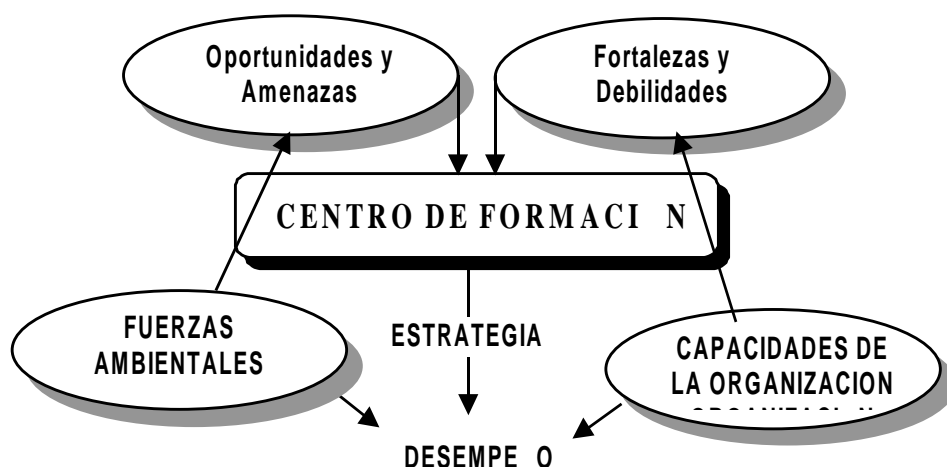 Oportunidades y
Amenazas
Fortalezas y
Debilidades
CENTRO DE FORMACI N
FUERZAS
AMBIENTALES
ESTRATEGIA
CAPACIDADES DE
LA ORGANIZACION
DESEMPE O